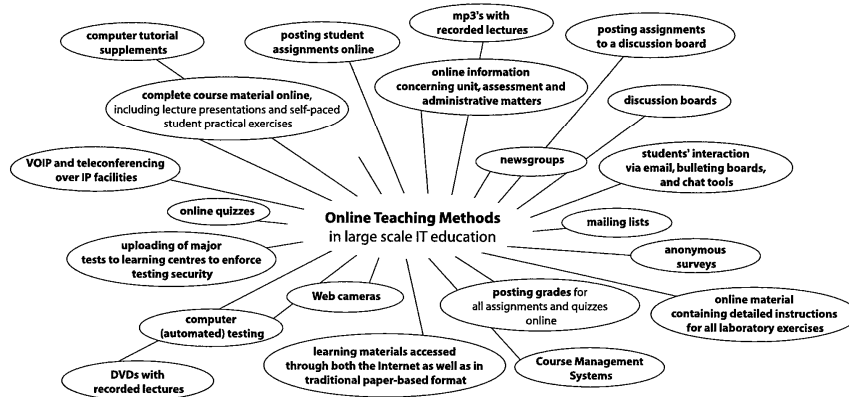 mp3's with
recorded lectures
computer tutorial
supplements
posting student
assignments online
posting assignments
to a discussion board
online information
concerning unit, assessment and
administrative matters
complete course material online,
including lecture presentations and self-paced
student practical exercises
discussion boards
newsgroups
students' interaction
via email, bulleting boards,
and chat tools
VOIP and teleconferencing
over IP facilities
online quizzes
Online Teaching Methods
in large scale IT education
mailing lists
uploading of major
tests to learning centres to enforce
testing security
anonymous
surveys
Web cameras
posting grades for
all assignments and quizzes
online
online material
containing detailed instructions
for all laboratory exercises
computer
(automated) testing
learning materials accessed
through both the Internet as well as in
traditional paper-based format
Course Management
Systems
DVDs with
recorded lectures